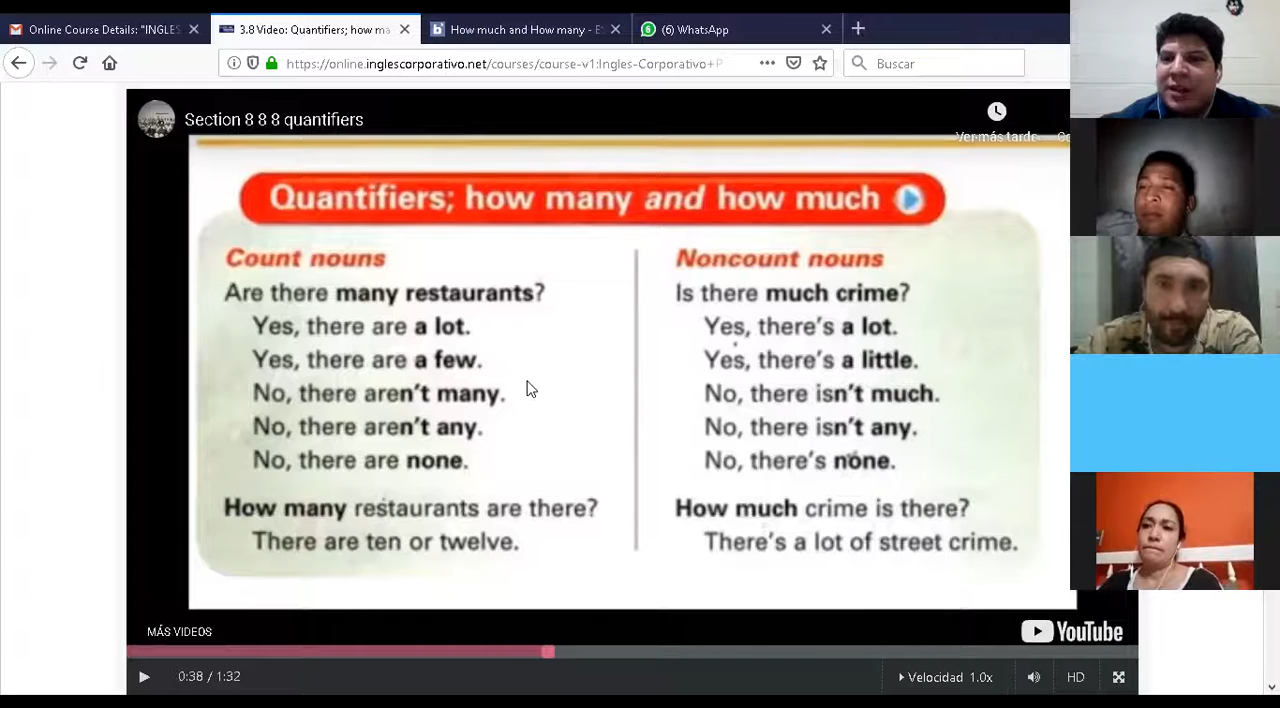 Online Course Details: "INGLES
3.8 Video: Quantifiers; how ma
How much and How many - E
(6) WhatsApp
https://online.inglescorporativo.net/courses/course-v1:Ingles-Corporativo+P
Buscar
Section 8 8 8 quantifiers
Ver más tarde
Quantifiers; how many and how much
Count nouns
Are there many restaurants?
Yes, there are a lot.
Yes, there are a few.
No, there aren't many.
No, there aren't any.
No, there are none.
How many restaurants are there?
There are ten or twelve.
Noncount nouns
Is there much crime?
Yes, there's a lot.
Yes, there's a little.
No, there isn't much.
No, there isn't any.
No, there's none.
How much crime is there?
There's a lot of street crime.
MÁS VIDEOS
YouTube
0:38 / 1:32
Velocidad 1.0x
HD